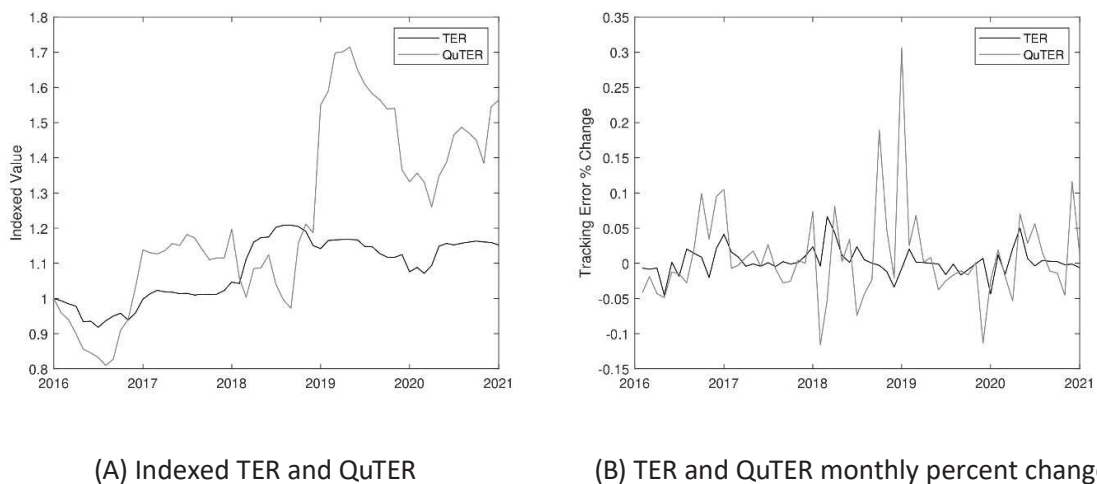 1.8
1.7
1.6
1.5
1.4
1.3
1.2
1.1
1
0.9
0.8
Indexed Value
2016 2017 2018 2019 2020 2021
TER
QuTER
0.35
0.3
0.25
0.2
0.15
0.1
0.05
0
-0.05
-0.1
-0.15
Tracking Error % Change
2016 2017 2018 2019 2020 2021
TER
QuTER
(A) Indexed TER and QuTER
(B) TER and QuTER monthly percent chang